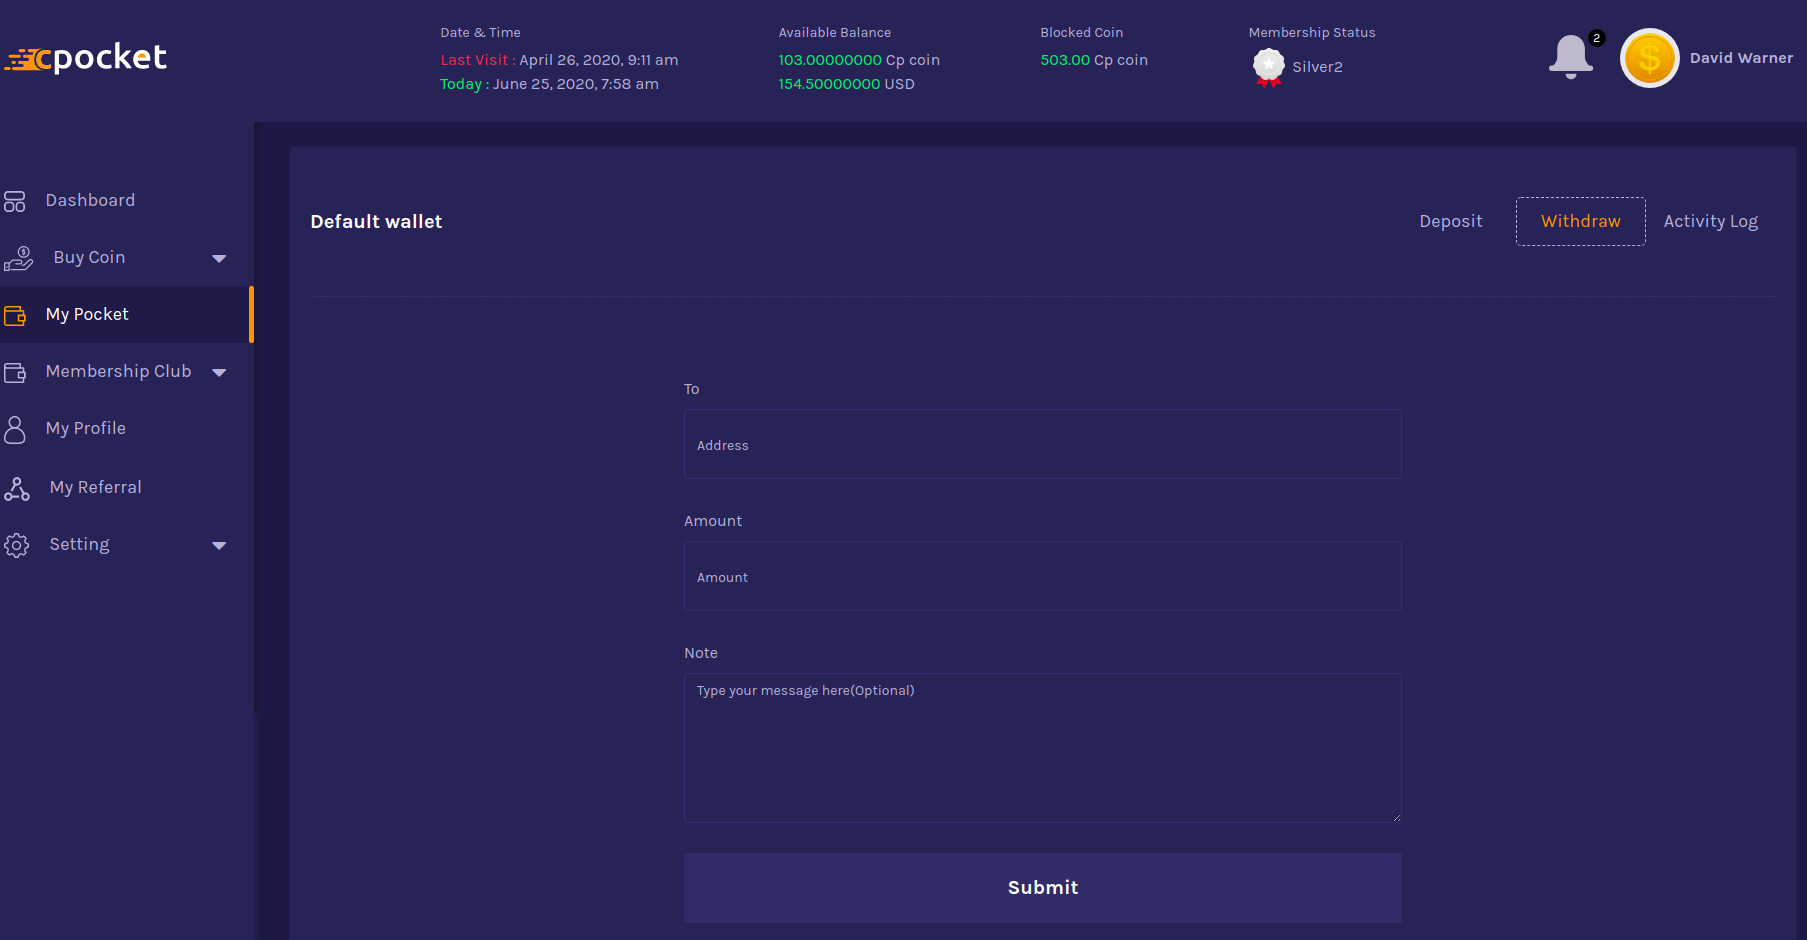 cpocket
Date & Time
Last Visit : April 26, 2020, 9:11 am
Today : June 25, 2020, 7:58 am
Available Balance
103.00000000 Cp coin
154.50000000 USD
Blocked Coin
503.00 Cp coin
Membership Status
Silver2
2
David Warner
Dashboard
Buy Coin
My Pocket
Membership Club
My Profile
My Referral
Setting
Default wallet
Deposit
Withdraw
Activity Log
To
Address
Amount
Amount
Note
Type your message here(Optional)
Submit